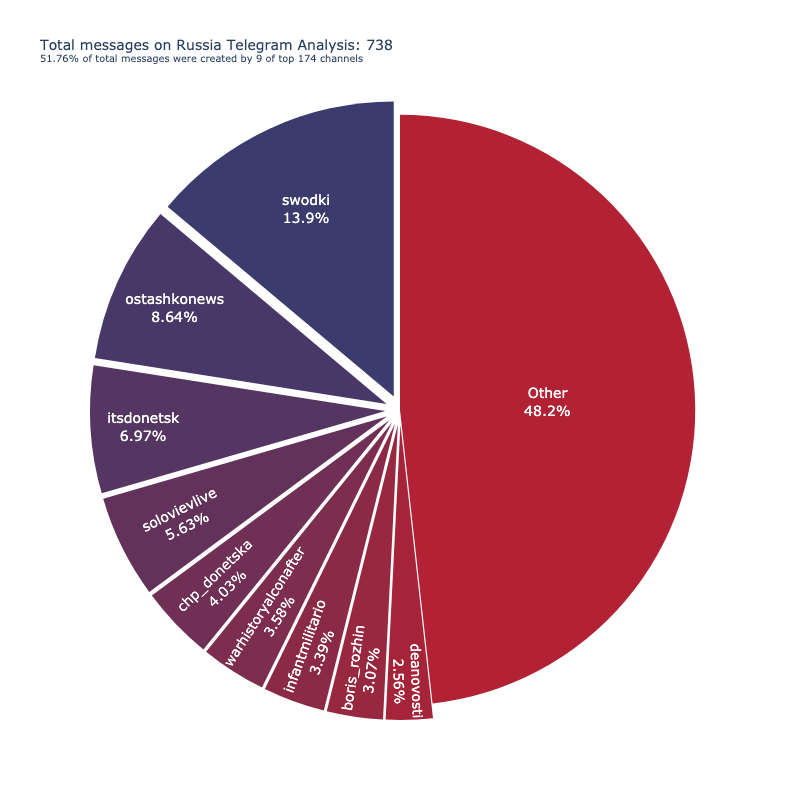 Total messages on Russia Telegram Analysis: 738
51.76% of total messages were created by 9 of top 174 channels
swodki
13.9%
ostashkonews
8.64%
Other
48.2%
itsdonetsk
6.97%
solovievlive
5.63%
chp_donetska
4.03%
warhistoryalconafter
3.58%
infantmilitario
3.39%
boris_rozhin
3.07%
deanovosti
2.56%